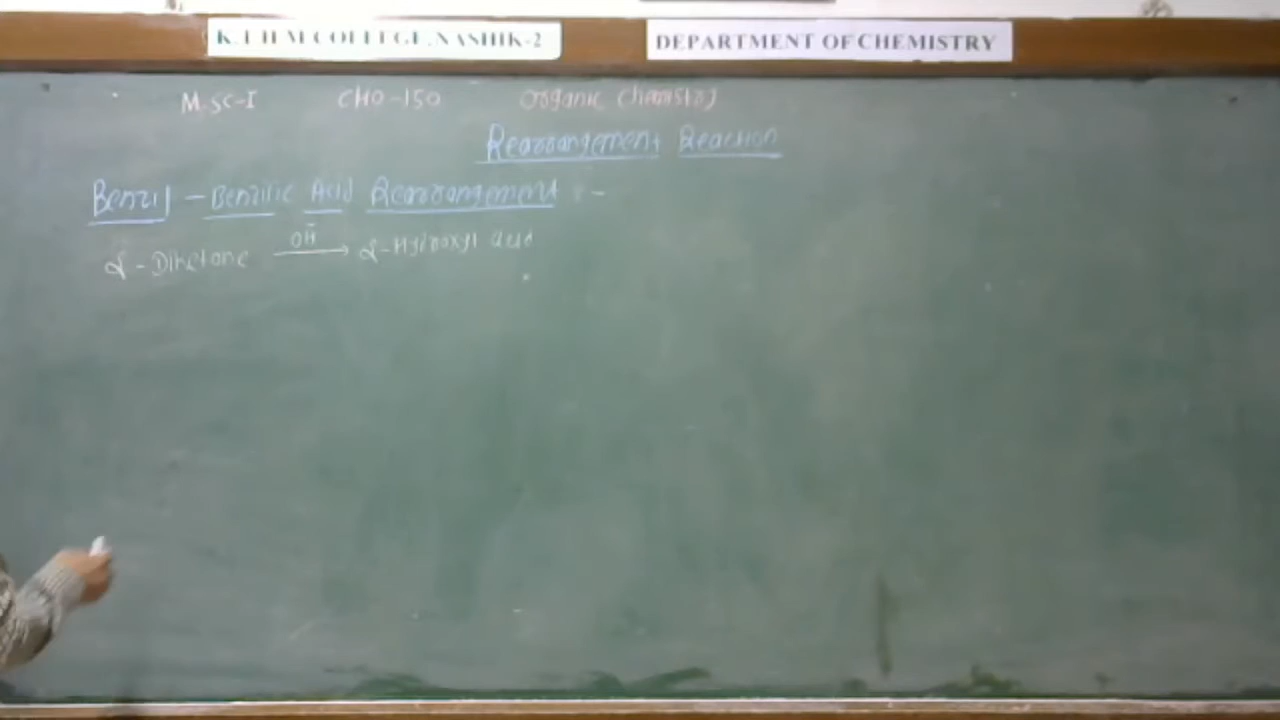 K.T.H.M COLLEGE, NASHIK-2 DEPARTMENT OF CHEMISTRY
M.SC-I CHO-150 Organic chemistry
Rearrangement Reaction
Benzil - Benzilic Acid Rearrangement :-
α - Diketone OH⁻ → α - Hydroxyl acid